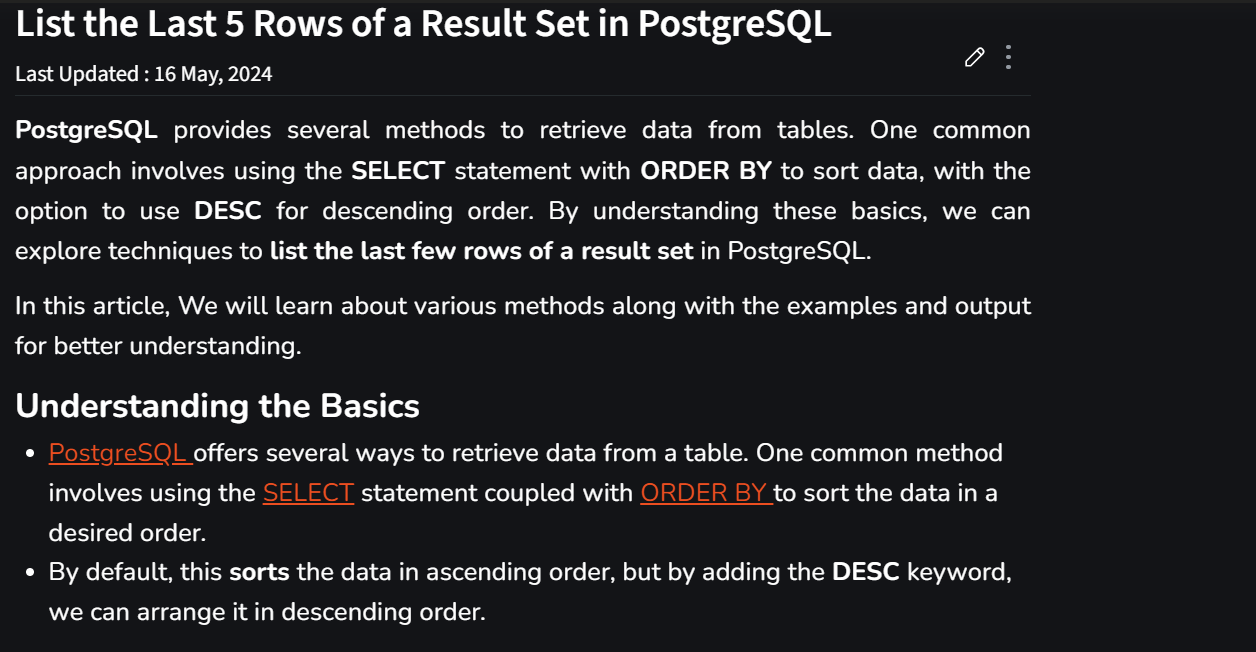 List the Last 5 Rows of a Result Set in PostgreSQL
Last Updated : 16 May, 2024
PostgreSQL provides several methods to retrieve data from tables. One common
approach involves using the SELECT statement with ORDER BY to sort data, with the
option to use DESC for descending order. By understanding these basics, we can
explore techniques to list the last few rows of a result set in PostgreSQL.
In this article, We will learn about various methods along with the examples and output
for better understanding.
Understanding the Basics
• PostgreSQL offers several ways to retrieve data from a table. One common method
involves using the SELECT statement coupled with ORDER BY to sort the data in a
desired order.
• By default, this sorts the data in ascending order, but by adding the DESC keyword,
we can arrange it in descending order.